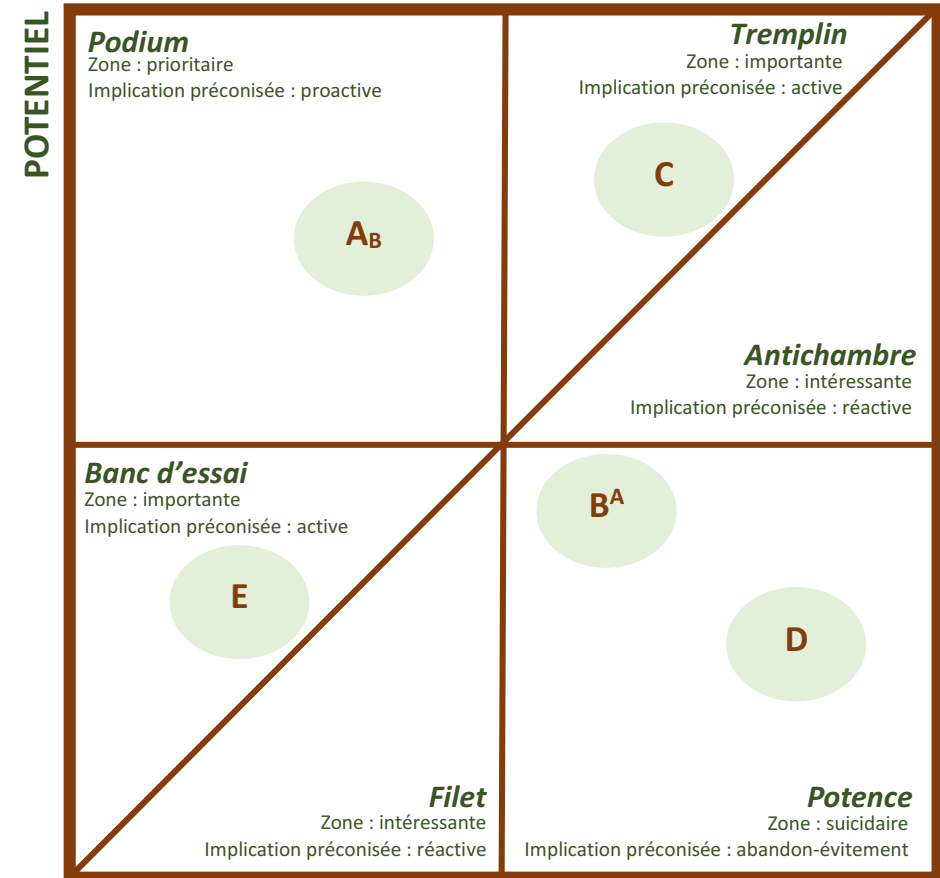 POTENTIEL
Podium
Zone : prioritaire
Implication préconisée : proactive
Tremplin
Zone : importante
Implication préconisée : active
C
AB
Antichambre
Zone : intéressante
Implication préconisée : réactive
Banc d’essai
Zone : importante
Implication préconisée : active
BA
E
D
Filet
Zone : intéressante
Implication préconisée : réactive
Potence
Zone : suicidaire
Implication préconisée : abandon-évitement